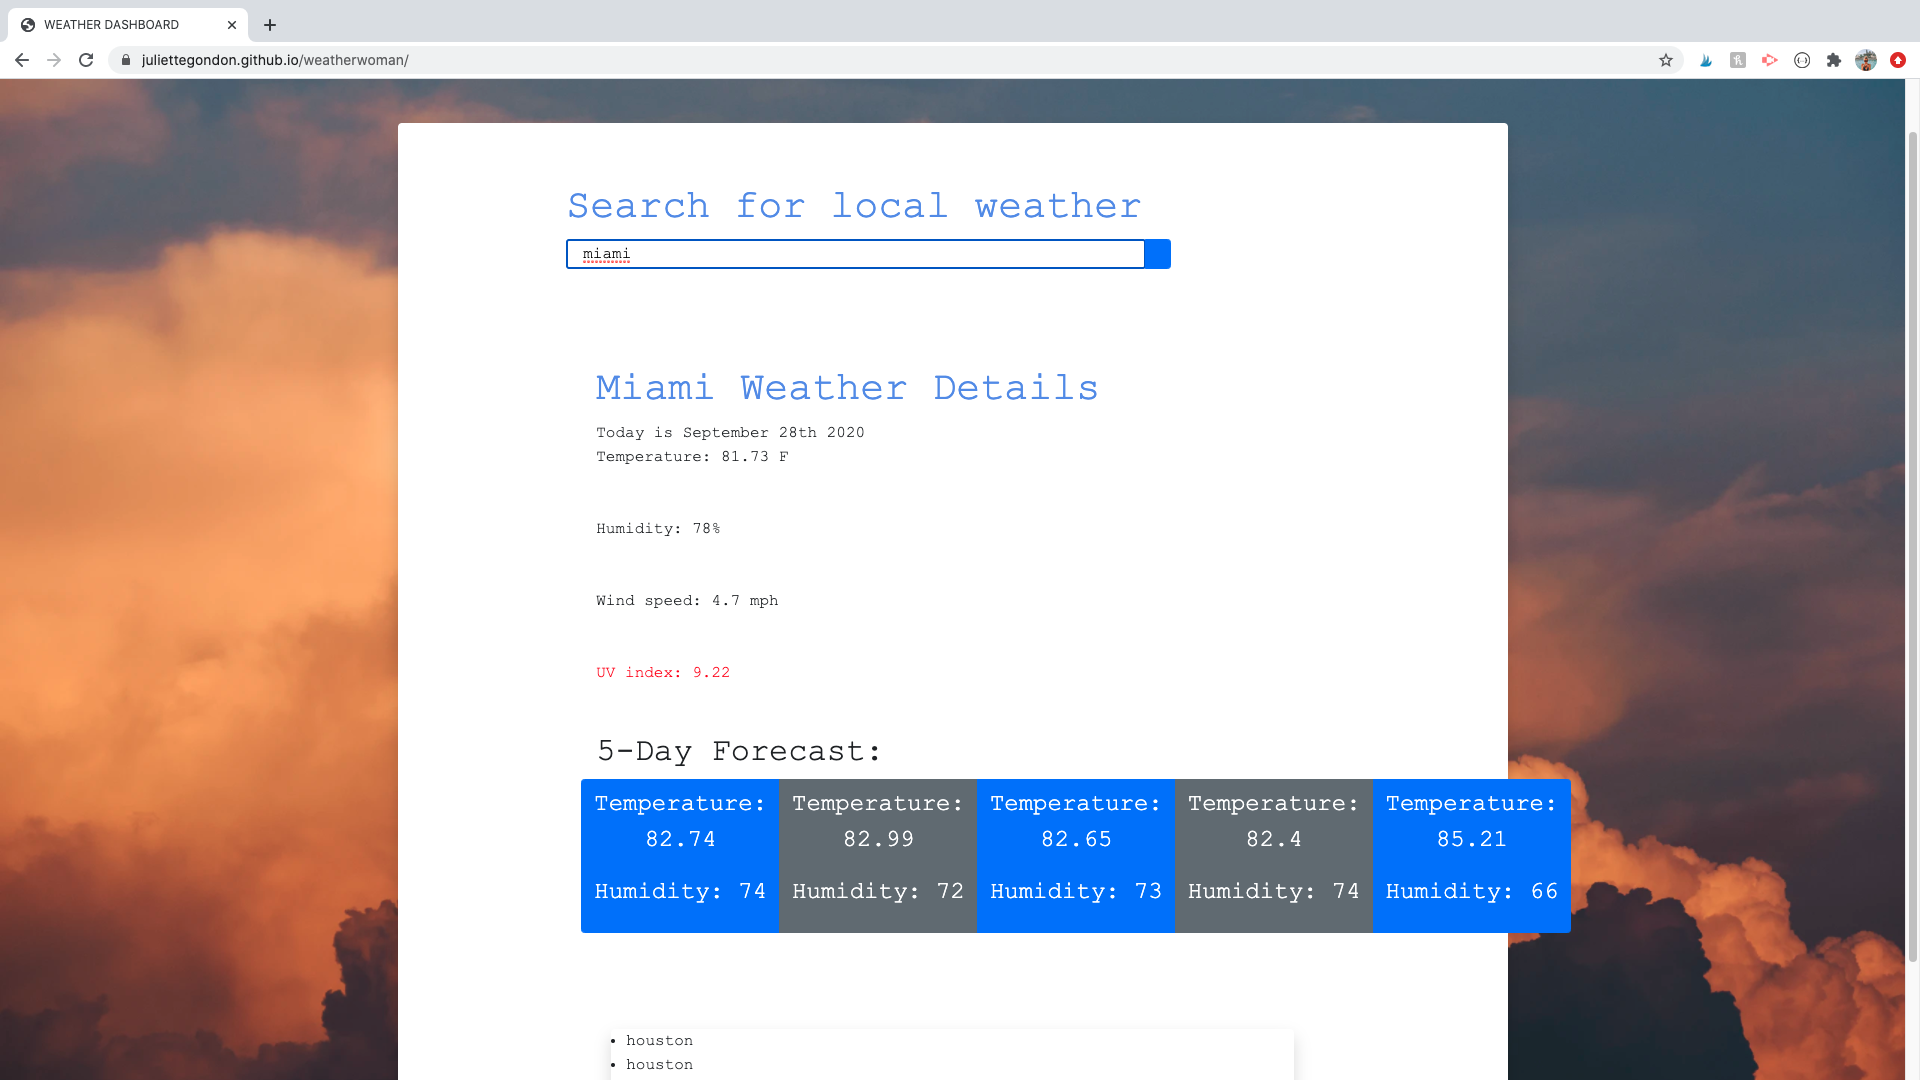 WEATHER DASHBOARD
juliettegondon.github.io/weatherwoman/
Search for local weather
miami
Miami Weather Details
Today is September 28th 2020
Temperature: 81.73 F
Humidity: 78%
Wind speed: 4.7 mph
UV index: 9.22
5-Day Forecast:
Temperature: Temperature: Temperature: Temperature: Temperature:
82.74 82.99 82.65 82.4 85.21
Humidity: 74 Humidity: 72 Humidity: 73 Humidity: 74 Humidity: 66
• houston
• houston